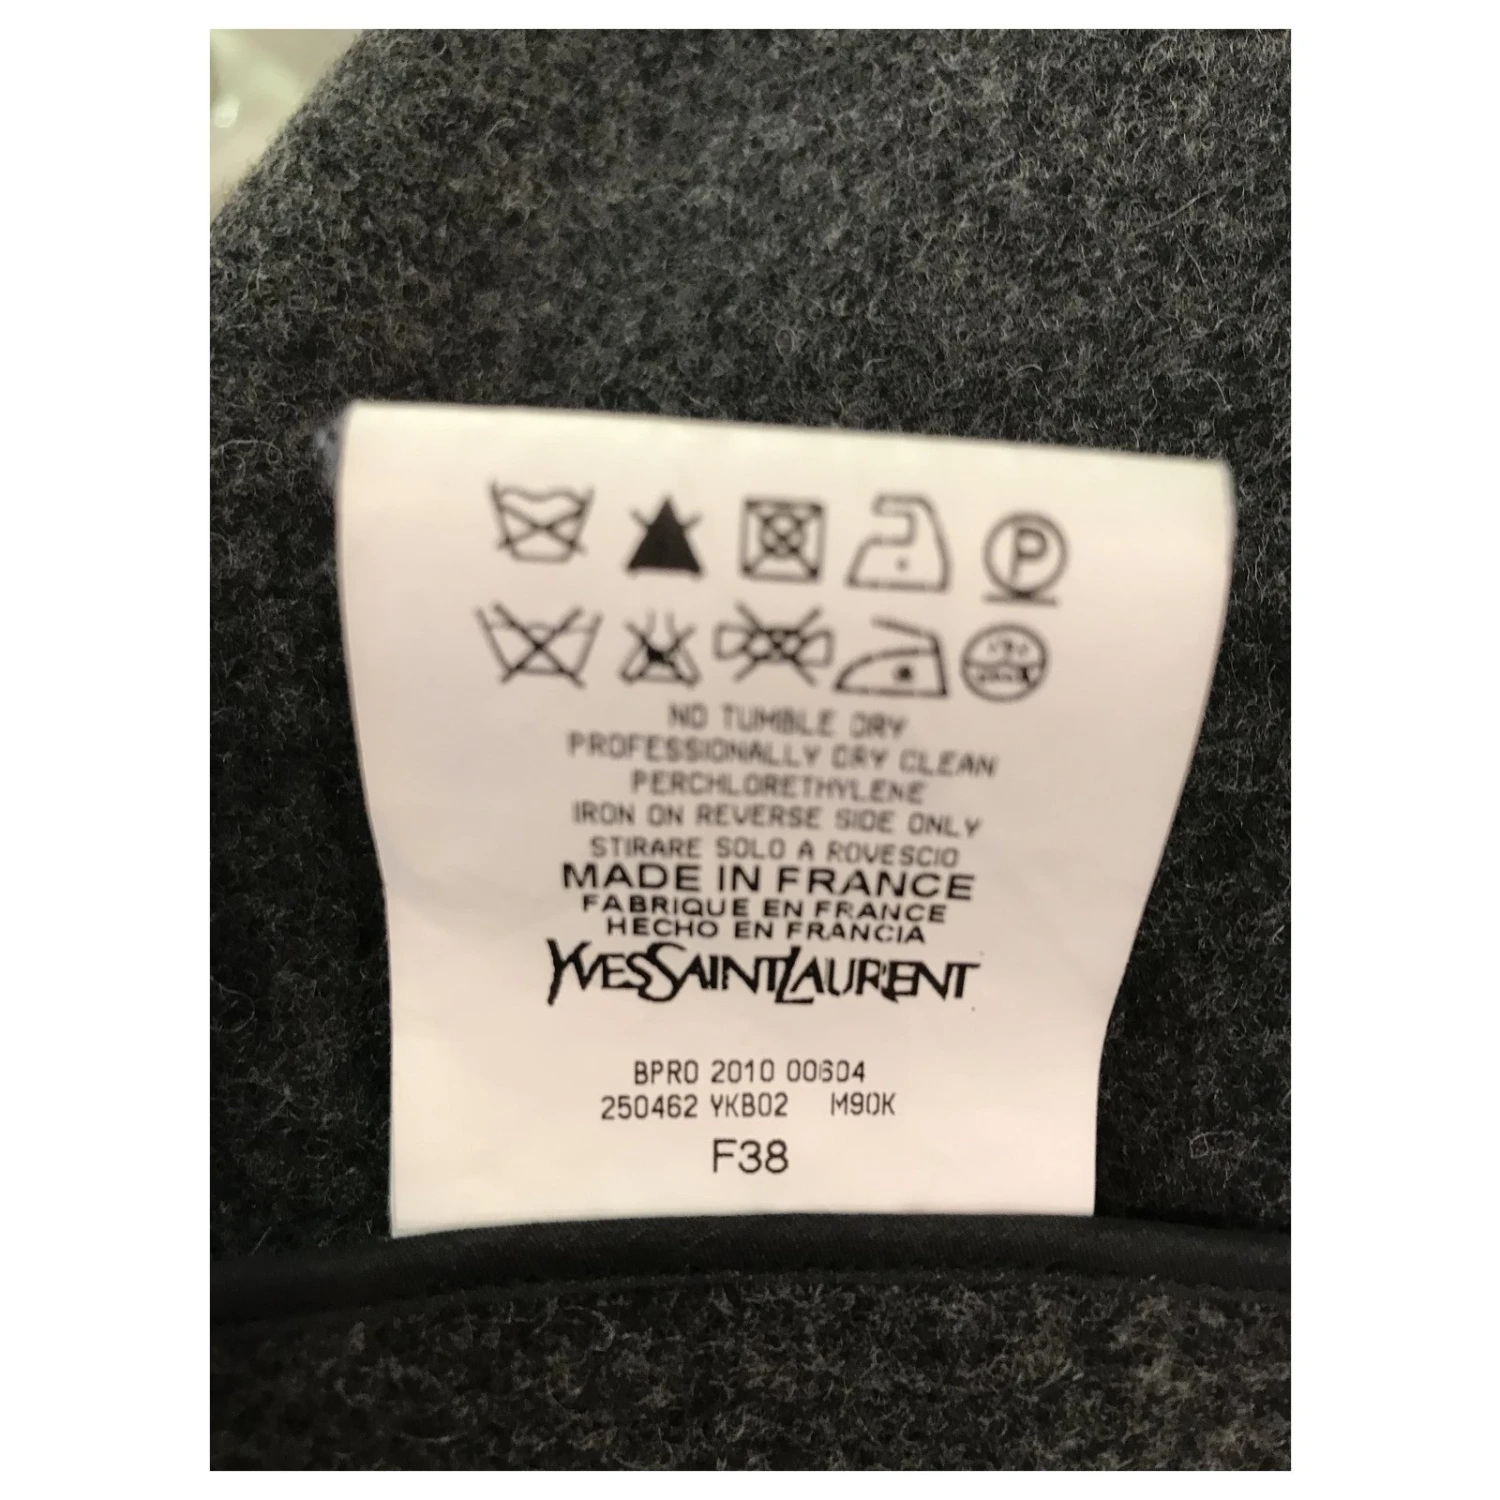 P
NO TUMBLE DRY
PROFESSIONALLY DRY CLEAN
PERCHLORETHYLENE
IRON ON REVERSE SIDE ONLY
STIRARE SOLO A ROVESCIO
MADE IN FRANCE
FABRIQUE EN FRANCE
HECHO EN FRANCIA
YVESSAINTLAURENT
BPRO 2010 00604
250462 YKB02 M90K
F38